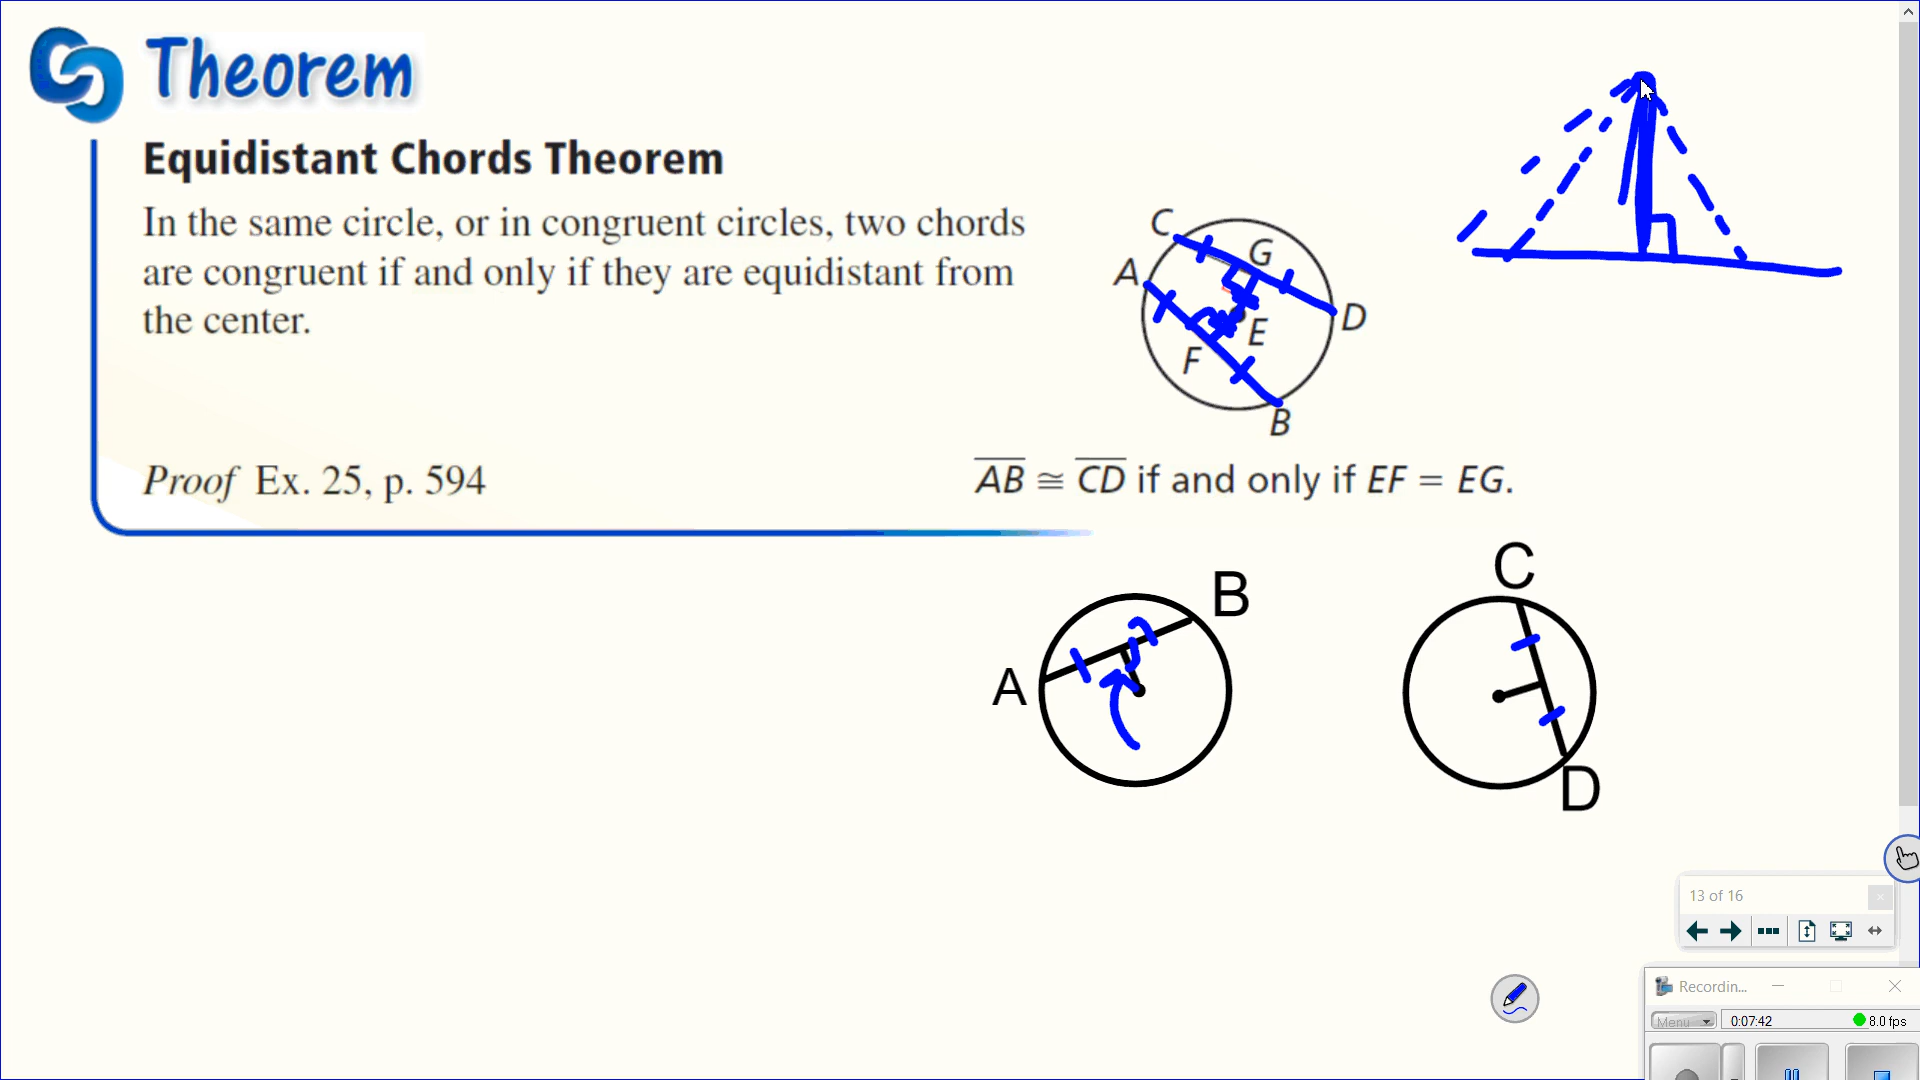 Theorem
Equidistant Chords Theorem
In the same circle, or in congruent circles, two chords
are congruent if and only if they are equidistant from
the center.
C
G
A
D
E
F
B
Proof Ex. 25, p. 594
AB ≅ CD if and only if EF = EG.
C
B
A
D
13 of 16
Recordin...
Menu
0:07:42
8.0 fps